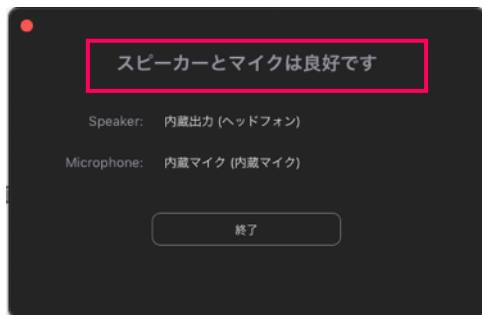 スピーカーとマイクは良好です
Speaker: 内蔵出力 (ヘッドフォン)
Microphone: 内蔵マイク (内蔵マイク)
終了